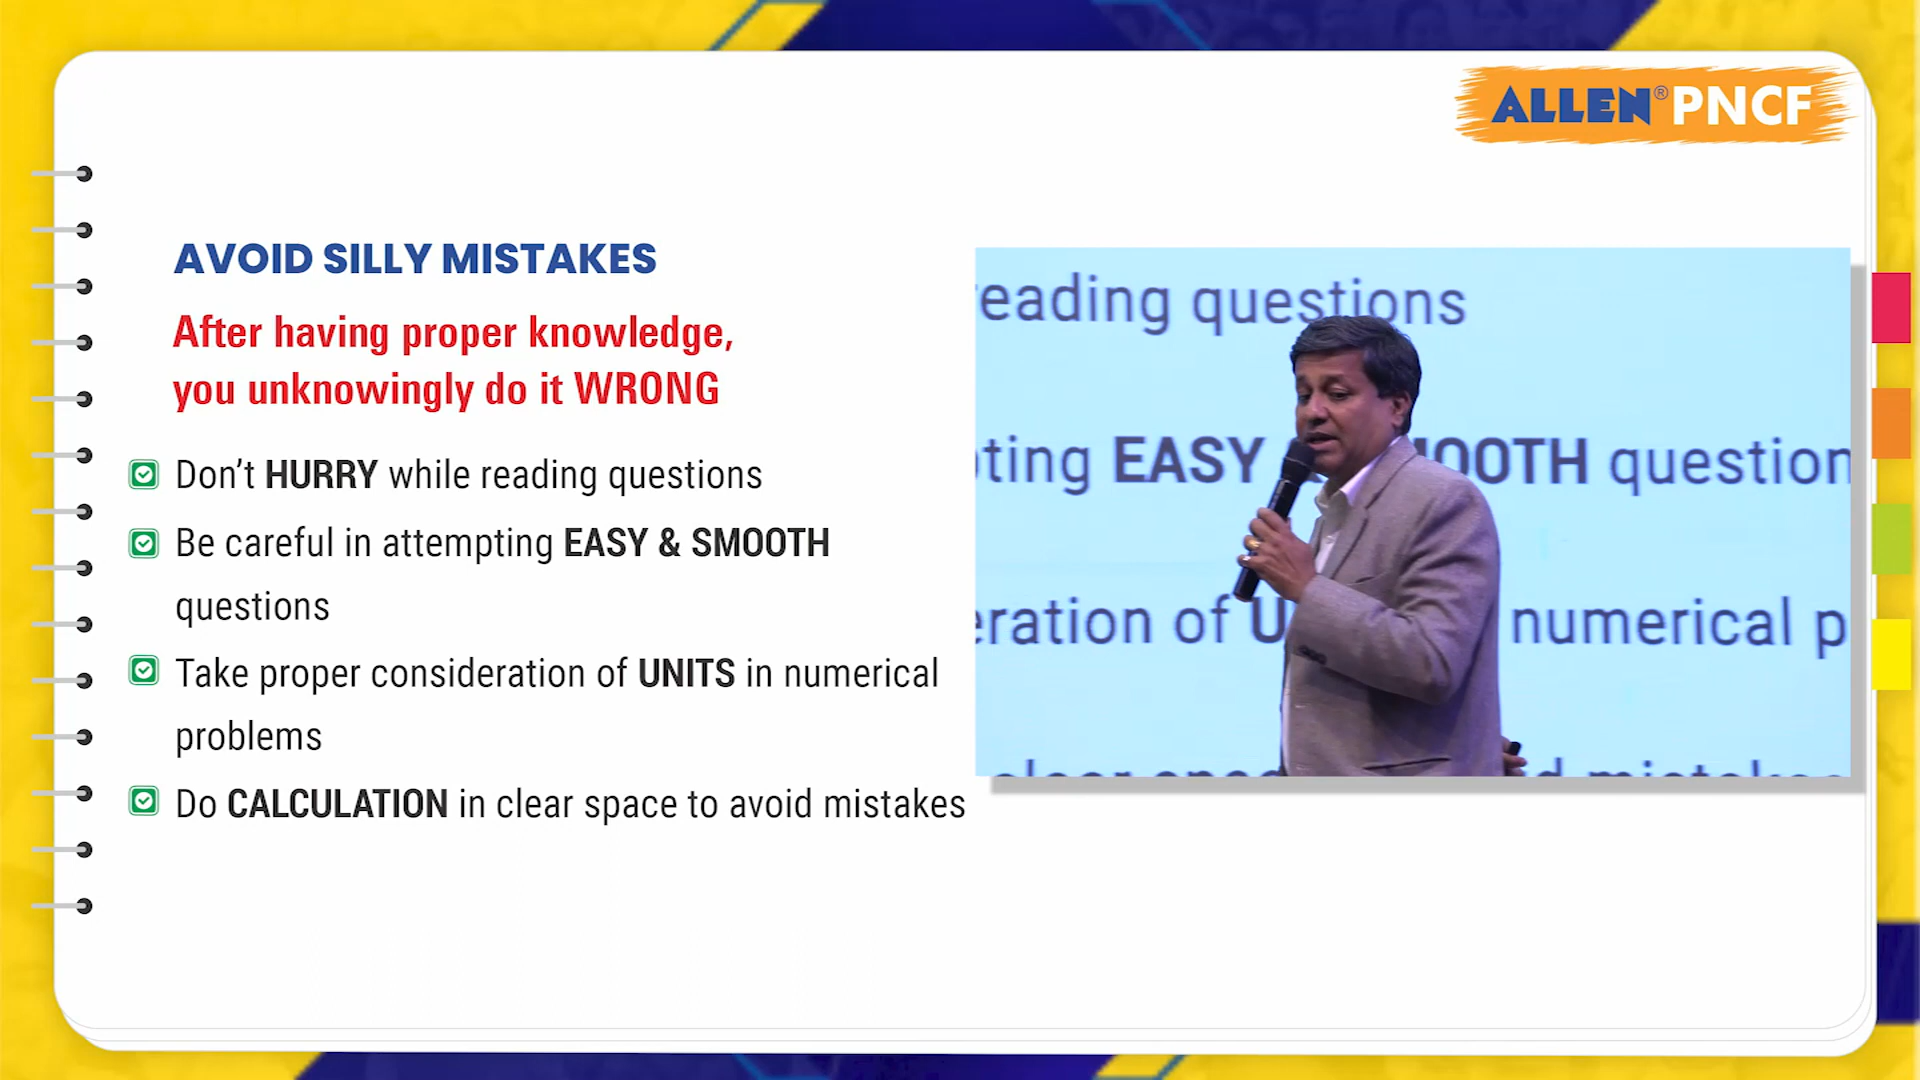 ALLEN® PNCF
AVOID SILLY MISTAKES
After having proper knowledge,
you unknowingly do it WRONG
Don't HURRY while reading questions
Be careful in attempting EASY & SMOOTH
questions
Take proper consideration of UNITS in numerical
problems
Do CALCULATION in clear space to avoid mistakes
eading questions
ting EASY MOOTH question
eration of U numerical p